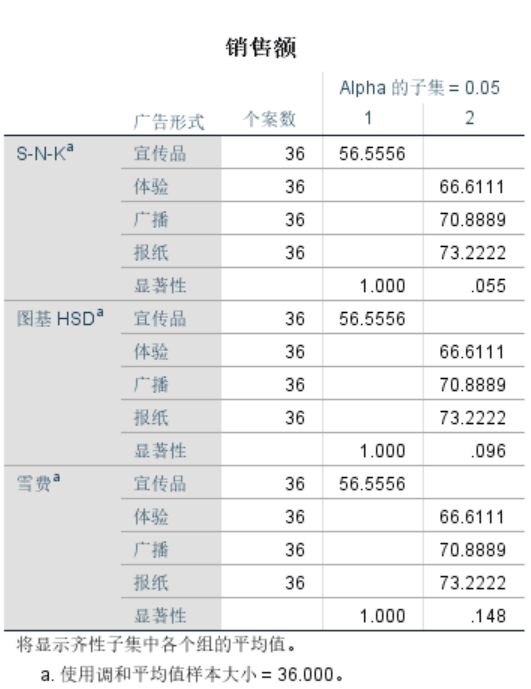 销售额
Alpha 的子集 = 0.05
广告形式 个案数 1 2
S-N-Kᵃ 宣传品 36 56.5556
体验 36 66.6111
广播 36 70.8889
报纸 36 73.2222
显著性 1.000 .055
图基 HSDᵃ 宣传品 36 56.5556
体验 36 66.6111
广播 36 70.8889
报纸 36 73.2222
显著性 1.000 .096
雪费ᵃ 宣传品 36 56.5556
体验 36 66.6111
广播 36 70.8889
报纸 36 73.2222
显著性 1.000 .148
将显示齐性子集中各个组的平均值。
a. 使用调和平均值样本大小 = 36.000。